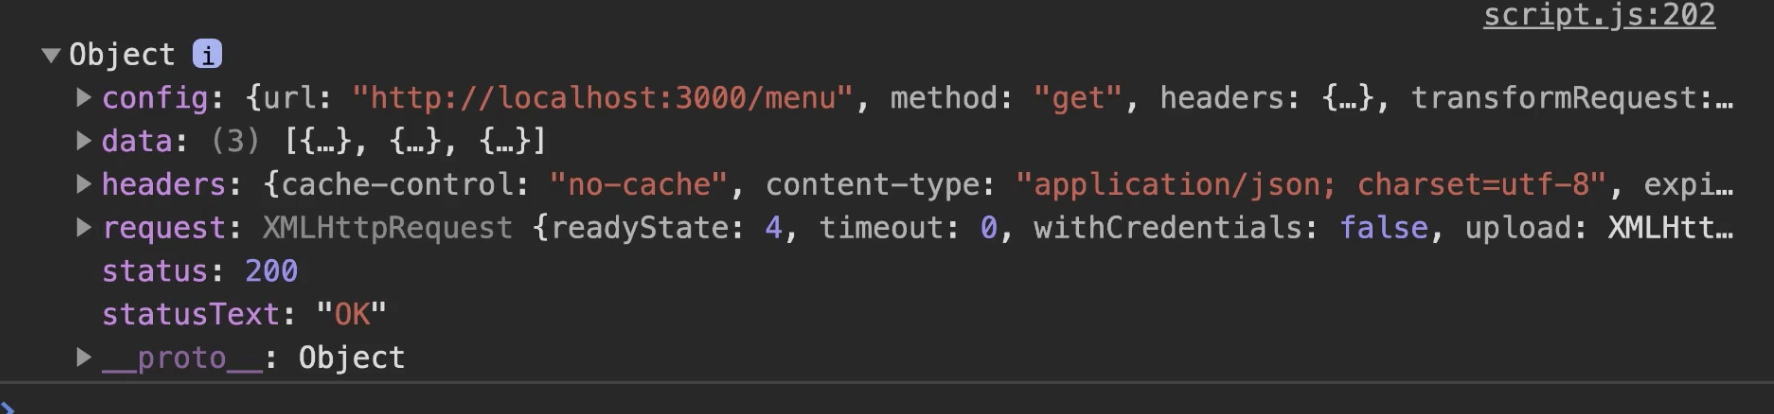 script.js:202
▼Object i
▶config: {url: "http://localhost:3000/menu", method: "get", headers: {…}, transformRequest:…
▶data: (3) [{…}, {…}, {…}]
▶headers: {cache-control: "no-cache", content-type: "application/json; charset=utf-8", expi…
▶request: XMLHttpRequest {readyState: 4, timeout: 0, withCredentials: false, upload: XMLHtt…
status: 200
statusText: "OK"
▶__proto__: Object